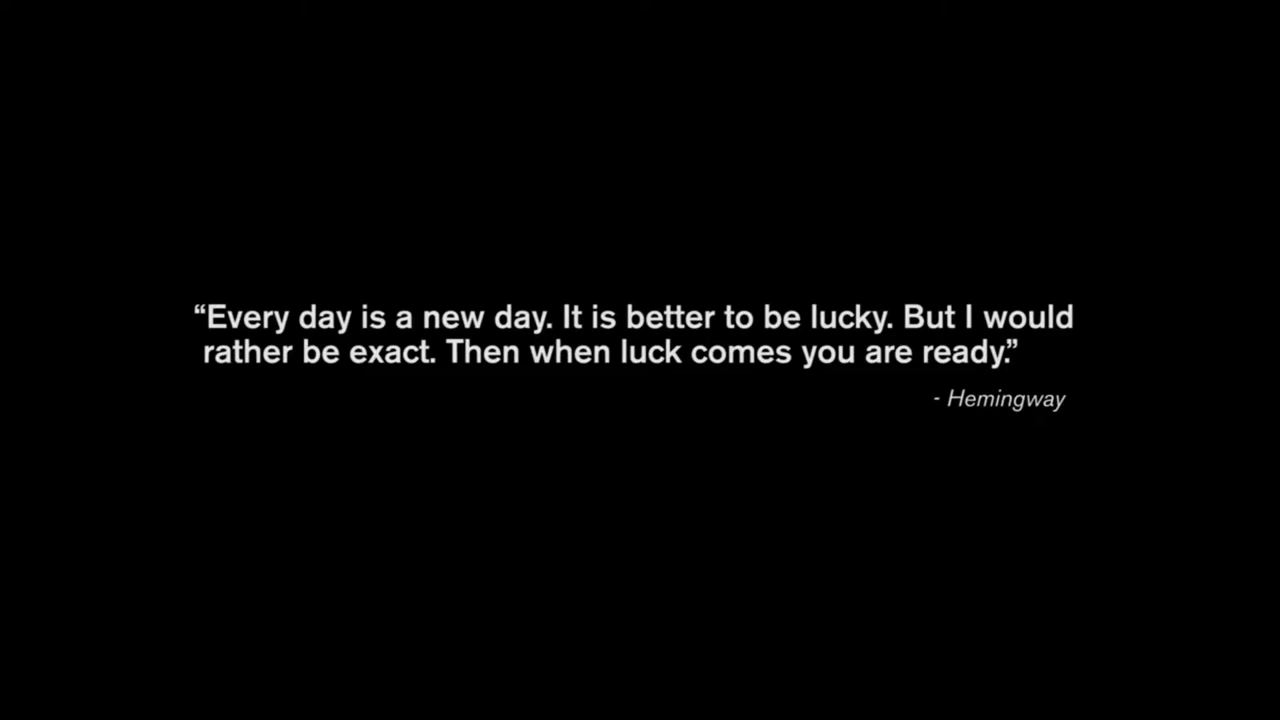 “Every day is a new day. It is better to be lucky. But I would
rather be exact. Then when luck comes you are ready.”
- Hemingway